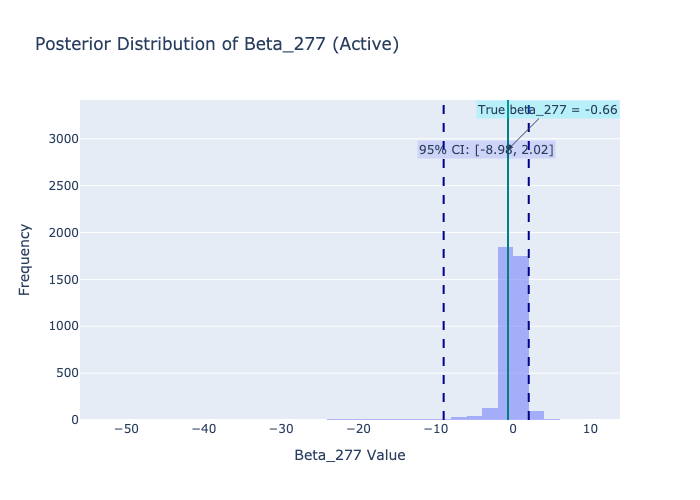 Posterior Distribution of Beta_277 (Active)
True beta_277 = -0.66
95% CI: [-8.98, 2.02]
3000
2500
2000
1500
1000
500
0
Frequency
−50
−40
−30
−20
−10
0
10
Beta_277 Value